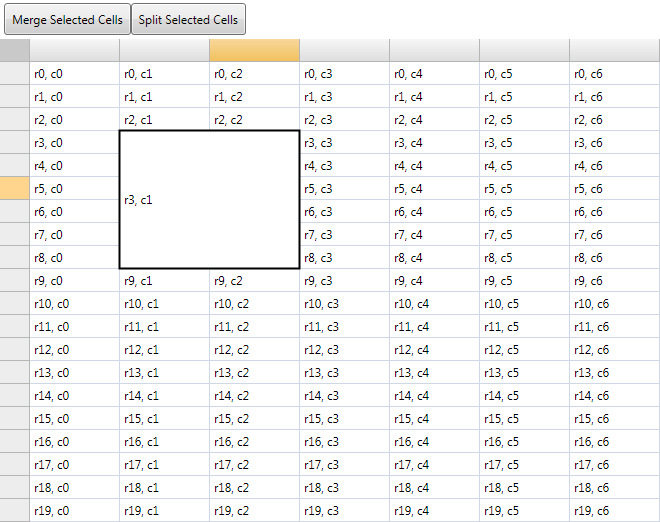 Merge Selected Cells Split Selected Cells
r0, c0 r0, c1 r0, c2 r0, c3 r0, c4 r0, c5 r0, c6
r1, c0 r1, c1 r1, c2 r1, c3 r1, c4 r1, c5 r1, c6
r2, c0 r2, c1 r2, c2 r2, c3 r2, c4 r2, c5 r2, c6
r3, c0 r3, c3 r3, c4 r3, c5 r3, c6
r4, c0 r4, c3 r4, c4 r4, c5 r4, c6
r5, c0 r5, c3 r5, c4 r5, c5 r5, c6
r3, c1
r6, c0 r6, c3 r6, c4 r6, c5 r6, c6
r7, c0 r7, c3 r7, c4 r7, c5 r7, c6
r8, c0 r8, c3 r8, c4 r8, c5 r8, c6
r9, c0 r9, c1 r9, c2 r9, c3 r9, c4 r9, c5 r9, c6
r10, c0 r10, c1 r10, c2 r10, c3 r10, c4 r10, c5 r10, c6
r11, c0 r11, c1 r11, c2 r11, c3 r11, c4 r11, c5 r11, c6
r12, c0 r12, c1 r12, c2 r12, c3 r12, c4 r12, c5 r12, c6
r13, c0 r13, c1 r13, c2 r13, c3 r13, c4 r13, c5 r13, c6
r14, c0 r14, c1 r14, c2 r14, c3 r14, c4 r14, c5 r14, c6
r15, c0 r15, c1 r15, c2 r15, c3 r15, c4 r15, c5 r15, c6
r16, c0 r16, c1 r16, c2 r16, c3 r16, c4 r16, c5 r16, c6
r17, c0 r17, c1 r17, c2 r17, c3 r17, c4 r17, c5 r17, c6
r18, c0 r18, c1 r18, c2 r18, c3 r18, c4 r18, c5 r18, c6
r19, c0 r19, c1 r19, c2 r19, c3 r19, c4 r19, c5 r19, c6